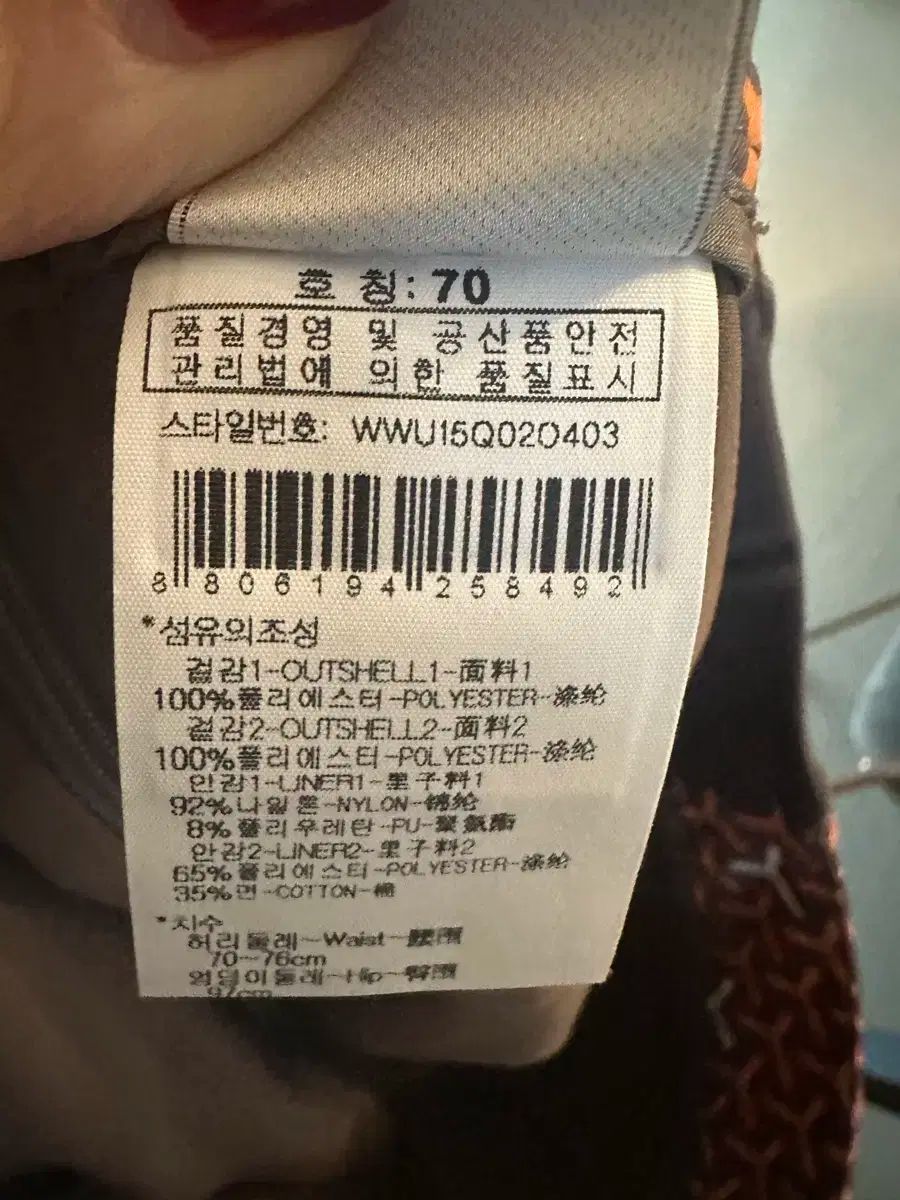 호 칭: 70
품질경영 및 공산품안전
관리법에 의한 품질표시
스타일번호: WWU15Q020403
8 806194 258492
*섬유의조성
겉감1-OUTSHELL1-面料1
100%폴리에스터-POLYESTER-涤纶
겉감2-OUTSHELL2-面料2
100%폴리에스터-POLYESTER-涤纶
안감1-LINER1-里子料1
92%나일론-NYLON-锦纶
8%폴리우레탄-PU-聚氨酯
안감2-LINER2-里子料2
65%폴리에스터-POLYESTER-涤纶
35%면-COTTON-棉
*치수
허리둘레-Waist-腰围
70~76cm
엉덩이둘레-Hip-臀围
97cm